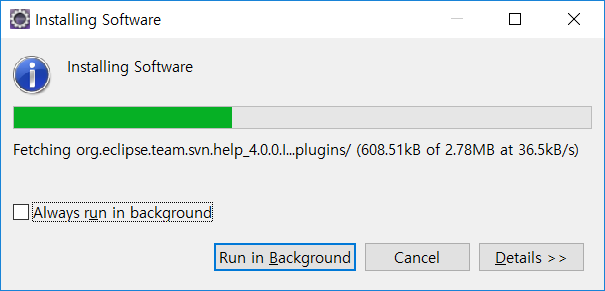 Installing Software
Installing Software
Fetching org.eclipse.team.svn.help_4.0.0.I...plugins/ (608.51kB of 2.78MB at 36.5kB/s)
Always run in background
Run in Background Cancel Details >>